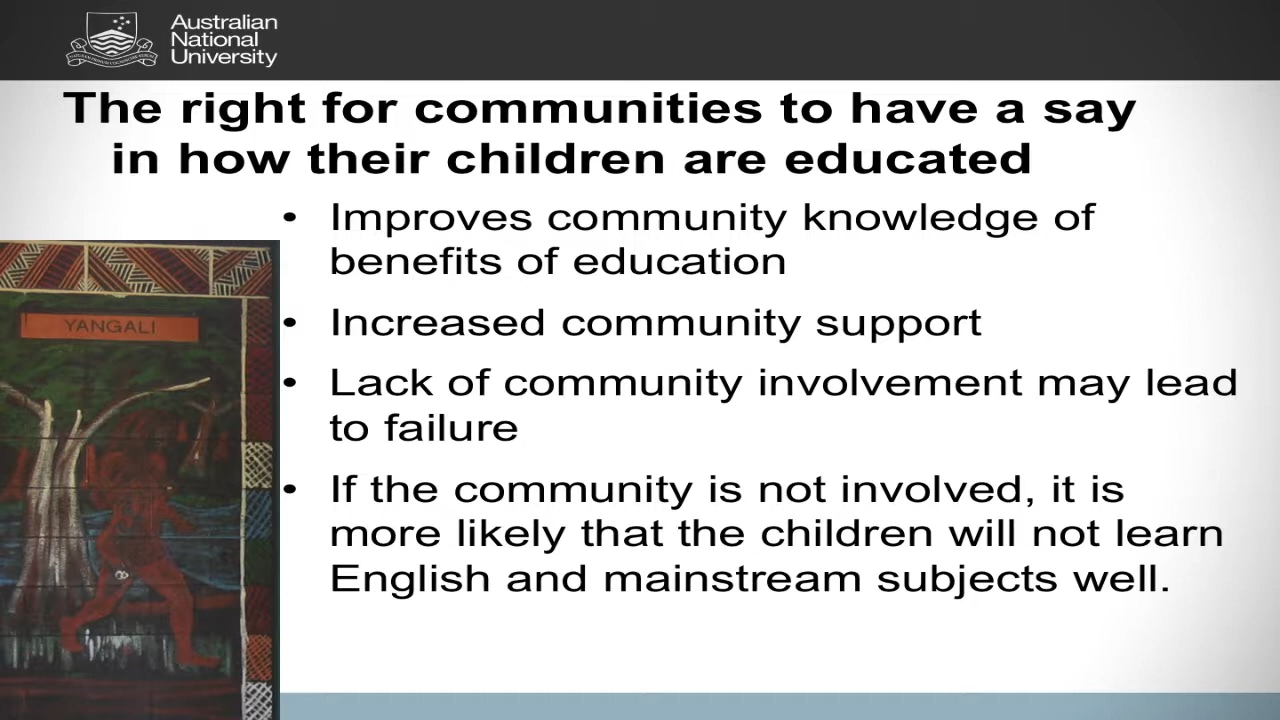 Australian
National
University
The right for communities to have a say
in how their children are educated
• Improves community knowledge of
benefits of education
• Increased community support
• Lack of community involvement may lead
to failure
• If the community is not involved, it is
more likely that the children will not learn
English and mainstream subjects well.
YANGALI